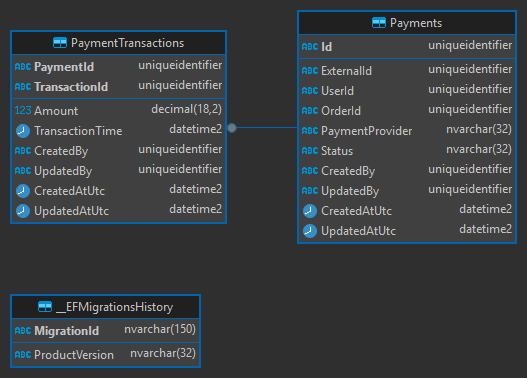 PaymentTransactions
ABC PaymentId uniqueidentifier
ABC TransactionId uniqueidentifier
123 Amount decimal(18,2)
TransactionTime datetime2
ABC CreatedBy uniqueidentifier
ABC UpdatedBy uniqueidentifier
CreatedAtUtc datetime2
UpdatedAtUtc datetime2
Payments
ABC Id uniqueidentifier
ABC ExternalId uniqueidentifier
ABC UserId uniqueidentifier
ABC OrderId uniqueidentifier
ABC PaymentProvider nvarchar(32)
ABC Status nvarchar(32)
ABC CreatedBy uniqueidentifier
ABC UpdatedBy uniqueidentifier
CreatedAtUtc datetime2
UpdatedAtUtc datetime2
__EFMigrationsHistory
ABC MigrationId nvarchar(150)
ABC ProductVersion nvarchar(32)